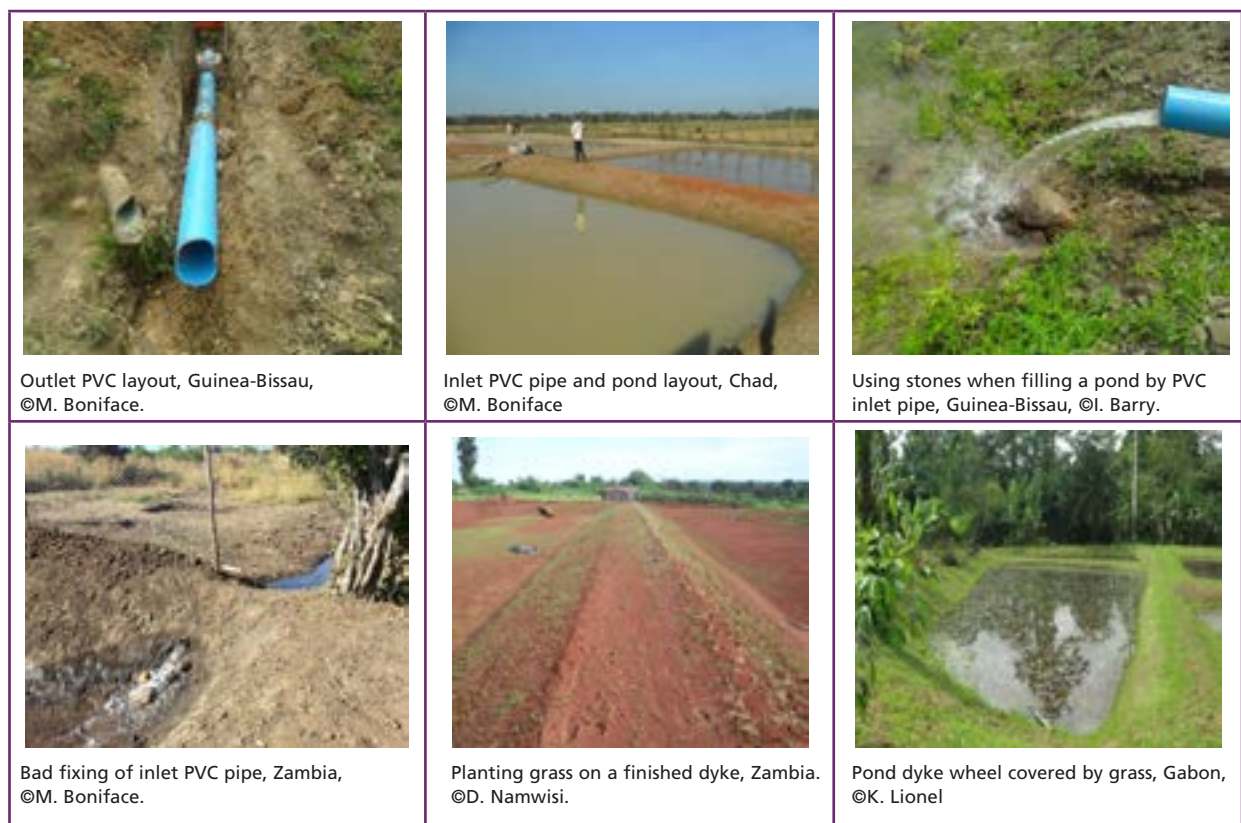 Outlet PVC layout, Guinea-Bissau,
©M. Boniface.
Inlet PVC pipe and pond layout, Chad,
©M. Boniface
Using stones when filling a pond by PVC
inlet pipe, Guinea-Bissau, ©I. Barry.
Bad fixing of inlet PVC pipe, Zambia,
©M. Boniface.
Planting grass on a finished dyke, Zambia.
©D. Namwisi.
Pond dyke wheel covered by grass, Gabon,
©K. Lionel